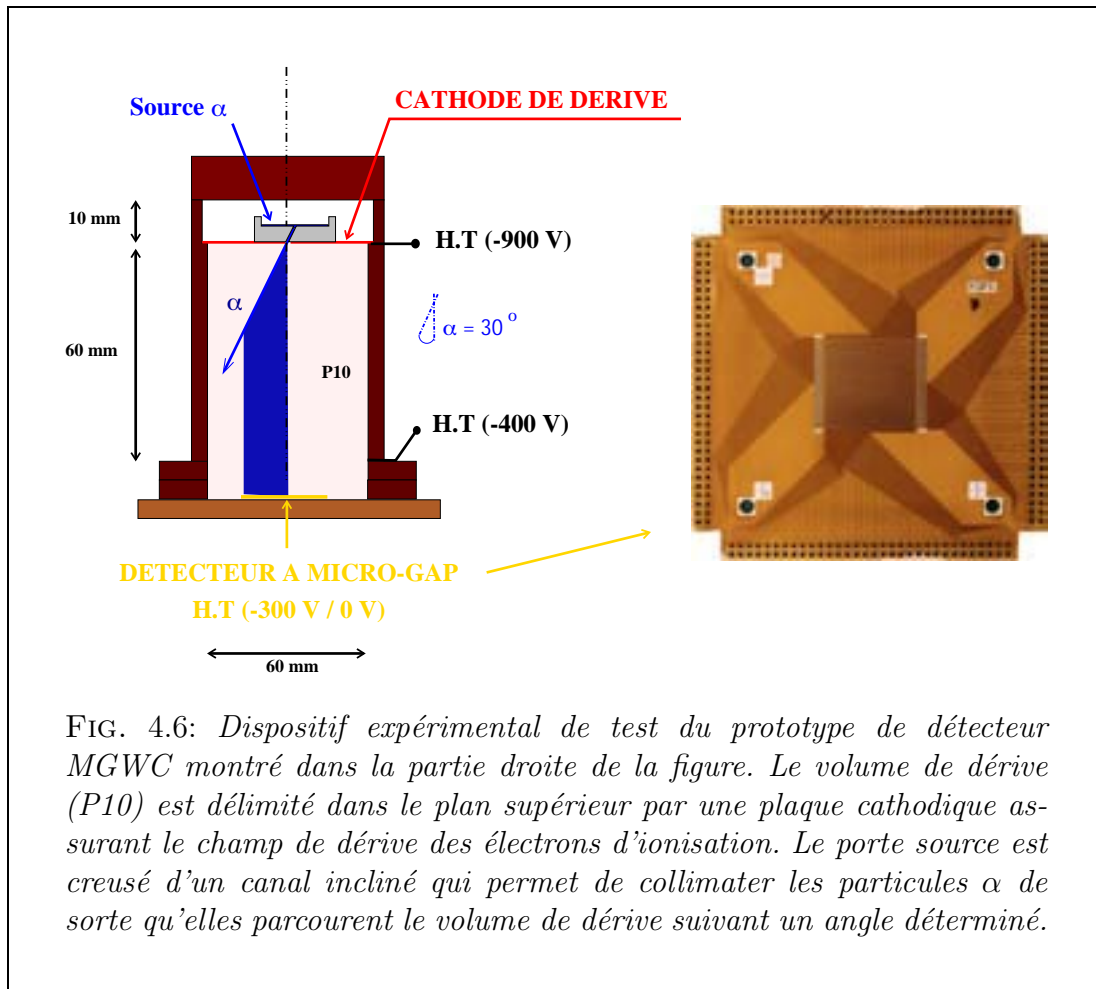 Source α
CATHODE DE DERIVE
10 mm
H.T (-900 V)
α
α = 30 °
60 mm
P10
H.T (-400 V)
DETECTEUR A MICRO-GAP
H.T (-300 V / 0 V)
60 mm
FIG. 4.6: Dispositif expérimental de test du prototype de détecteur
MGWC montré dans la partie droite de la figure. Le volume de dérive
(P10) est délimité dans le plan supérieur par une plaque cathodique as-
surant le champ de dérive des électrons d'ionisation. Le porte source est
creusé d'un canal incliné qui permet de collimater les particules α de
sorte qu'elles parcourent le volume de dérive suivant un angle déterminé.